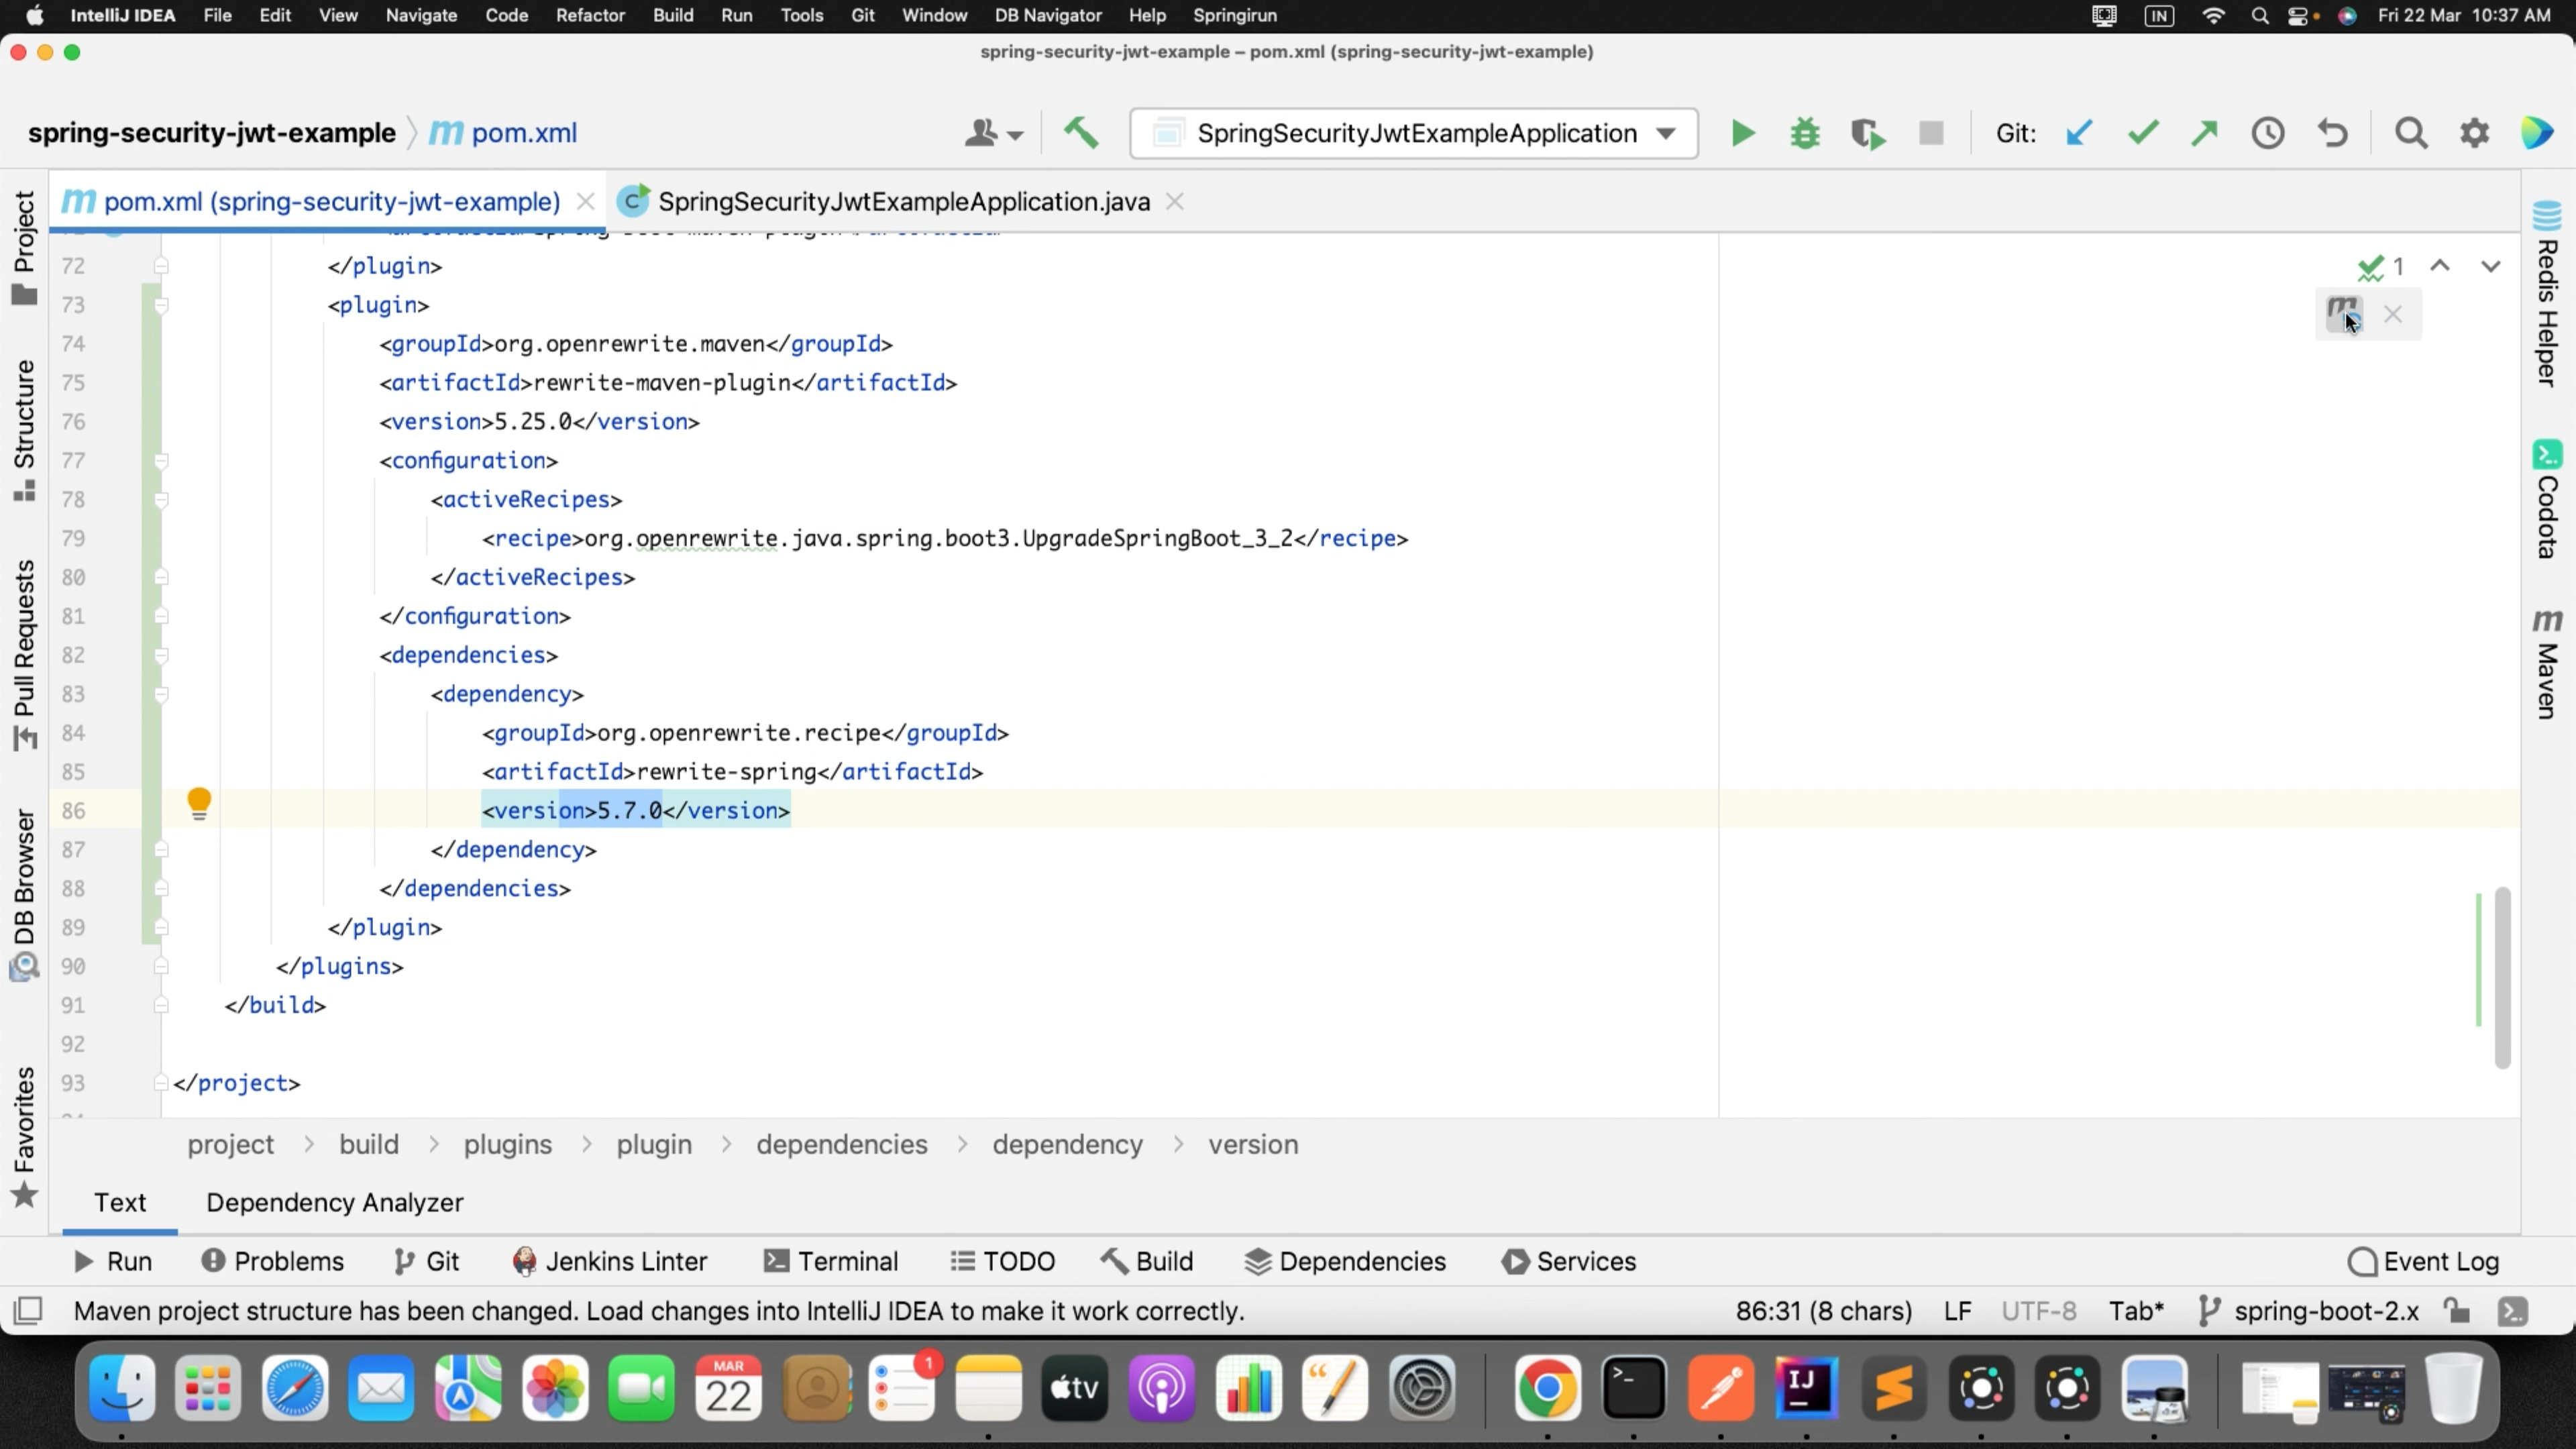 IntelliJ IDEA File Edit View Navigate Code Refactor Build Run Tools Git Window DB Navigator Help Springirun IN Fri 22 Mar 10:37 AM
spring-security-jwt-example – pom.xml (spring-security-jwt-example)
spring-security-jwt-example m pom.xml SpringSecurityJwtExampleApplication Git:
m pom.xml (spring-security-jwt-example) C SpringSecurityJwtExampleApplication.java
72 </plugin> 1
73 <plugin>
74 <groupId>org.openrewrite.maven</groupId>
75 <artifactId>rewrite-maven-plugin</artifactId>
76 <version>5.25.0</version>
77 <configuration>
78 <activeRecipes>
79 <recipe>org.openrewrite.java.spring.boot3.UpgradeSpringBoot_3_2</recipe>
80 </activeRecipes>
81 </configuration>
82 <dependencies>
83 <dependency>
84 <groupId>org.openrewrite.recipe</groupId>
85 <artifactId>rewrite-spring</artifactId>
86 <version>5.7.0</version>
87 </dependency>
88 </dependencies>
89 </plugin>
90 </plugins>
91 </build>
92
93 </project>
Project
Structure
Pull Requests
DB Browser
Favorites
Redis Helper
Codota
m Maven
project > build > plugins > plugin > dependencies > dependency > version
Text Dependency Analyzer
Run Problems Git Jenkins Linter Terminal TODO Build Dependencies Services Event Log
Maven project structure has been changed. Load changes into IntelliJ IDEA to make it work correctly. 86:31 (8 chars) LF UTF-8 Tab* spring-boot-2.x
MAR
22
1
tv
>_
IJ